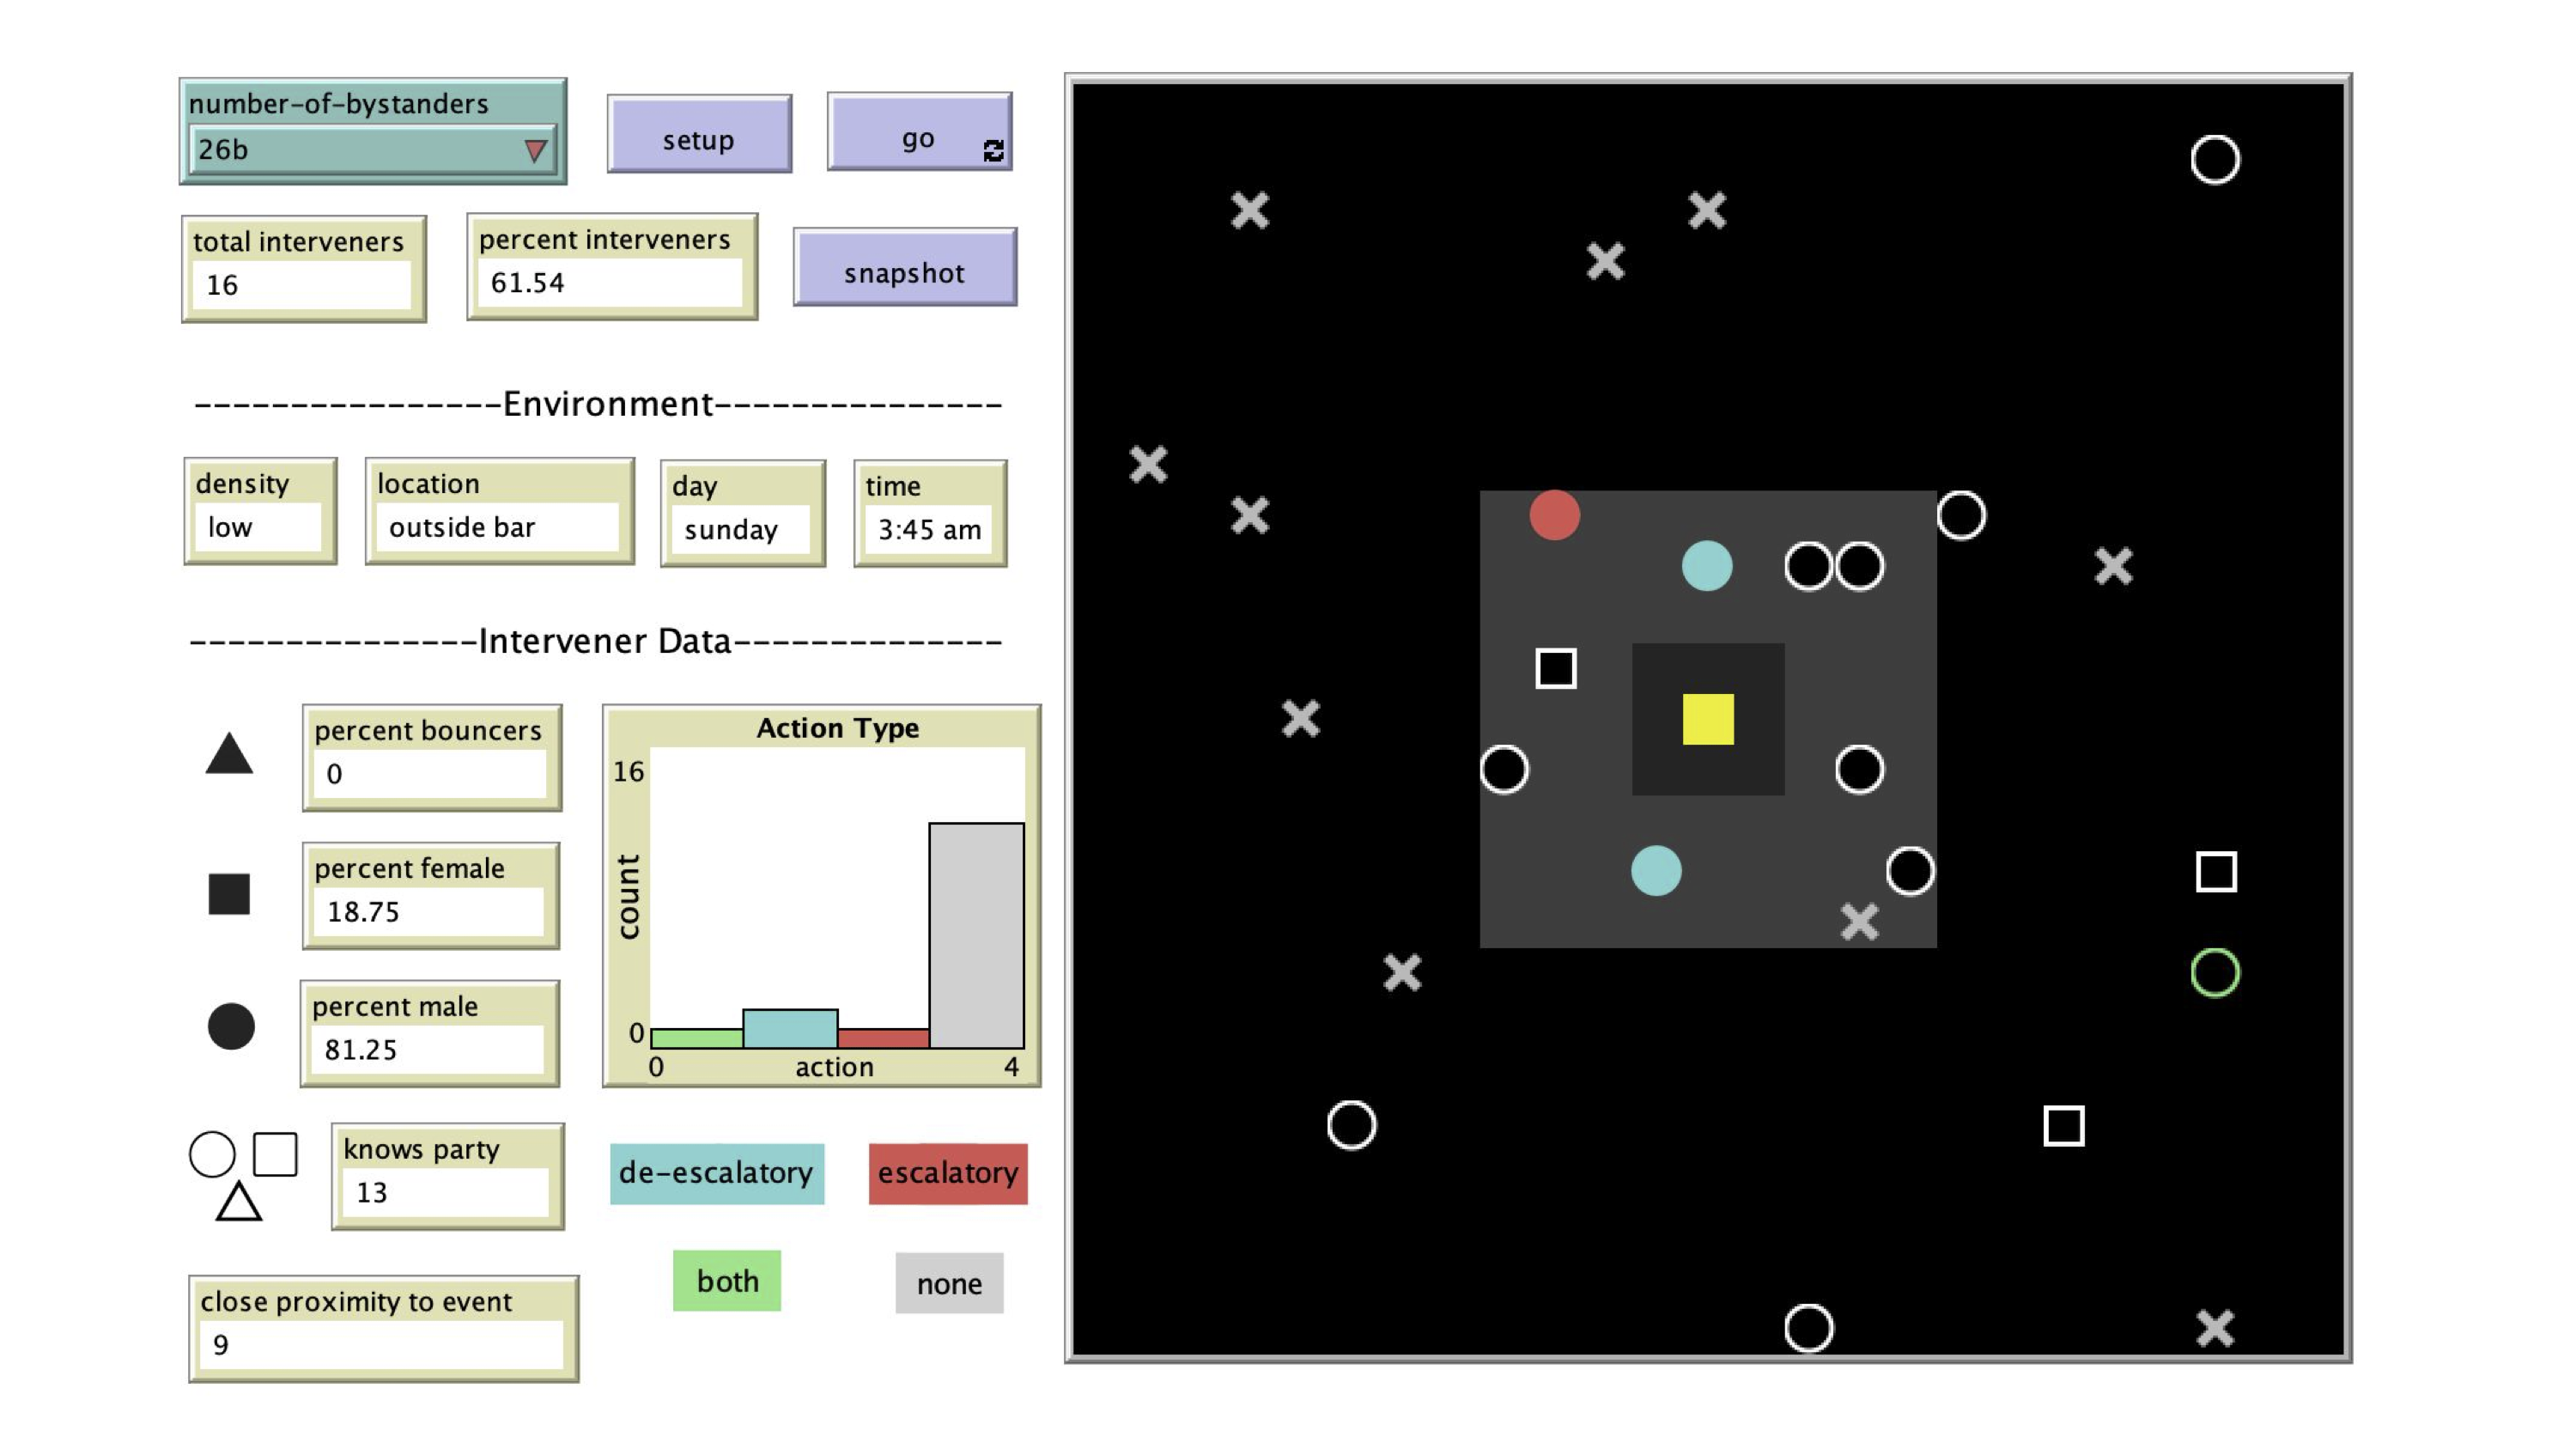 number-of-bystanders
26b
setup
go
total interveners
16
percent interveners
61.54
snapshot
----------------Environment---------------
density
low
location
outside bar
day
sunday
time
3:45 am
---------------Intervener Data--------------
percent bouncers
0
percent female
18.75
percent male
81.25
knows party
13
close proximity to event
9
Action Type
16
count
0
0
action
4
de-escalatory
escalatory
both
none